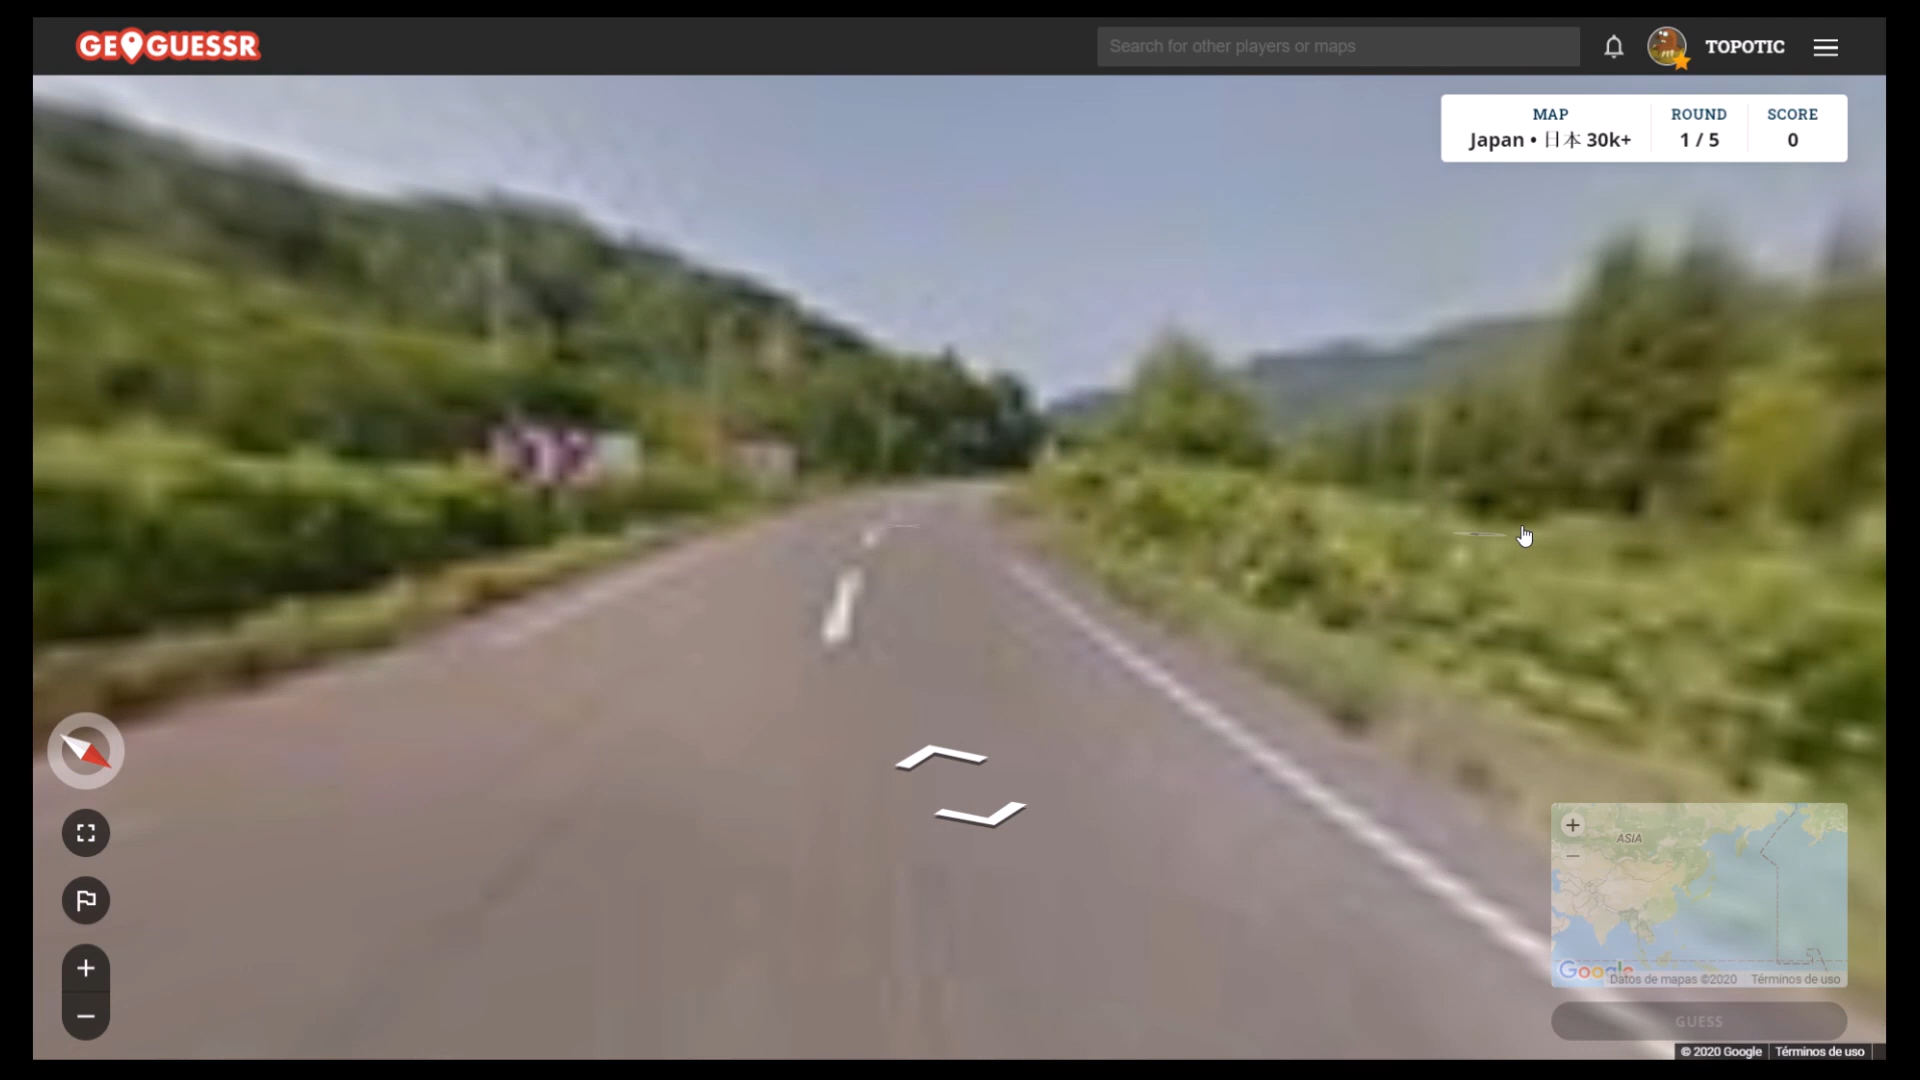 GEOGUESSR
Search for other players or maps
TOPOTIC
MAP
Japan • 日本 30k+
ROUND
1 / 5
SCORE
0
ASIA
Google
Datos de mapas ©2020
Términos de uso
GUESS
© 2020 Google
Términos de uso